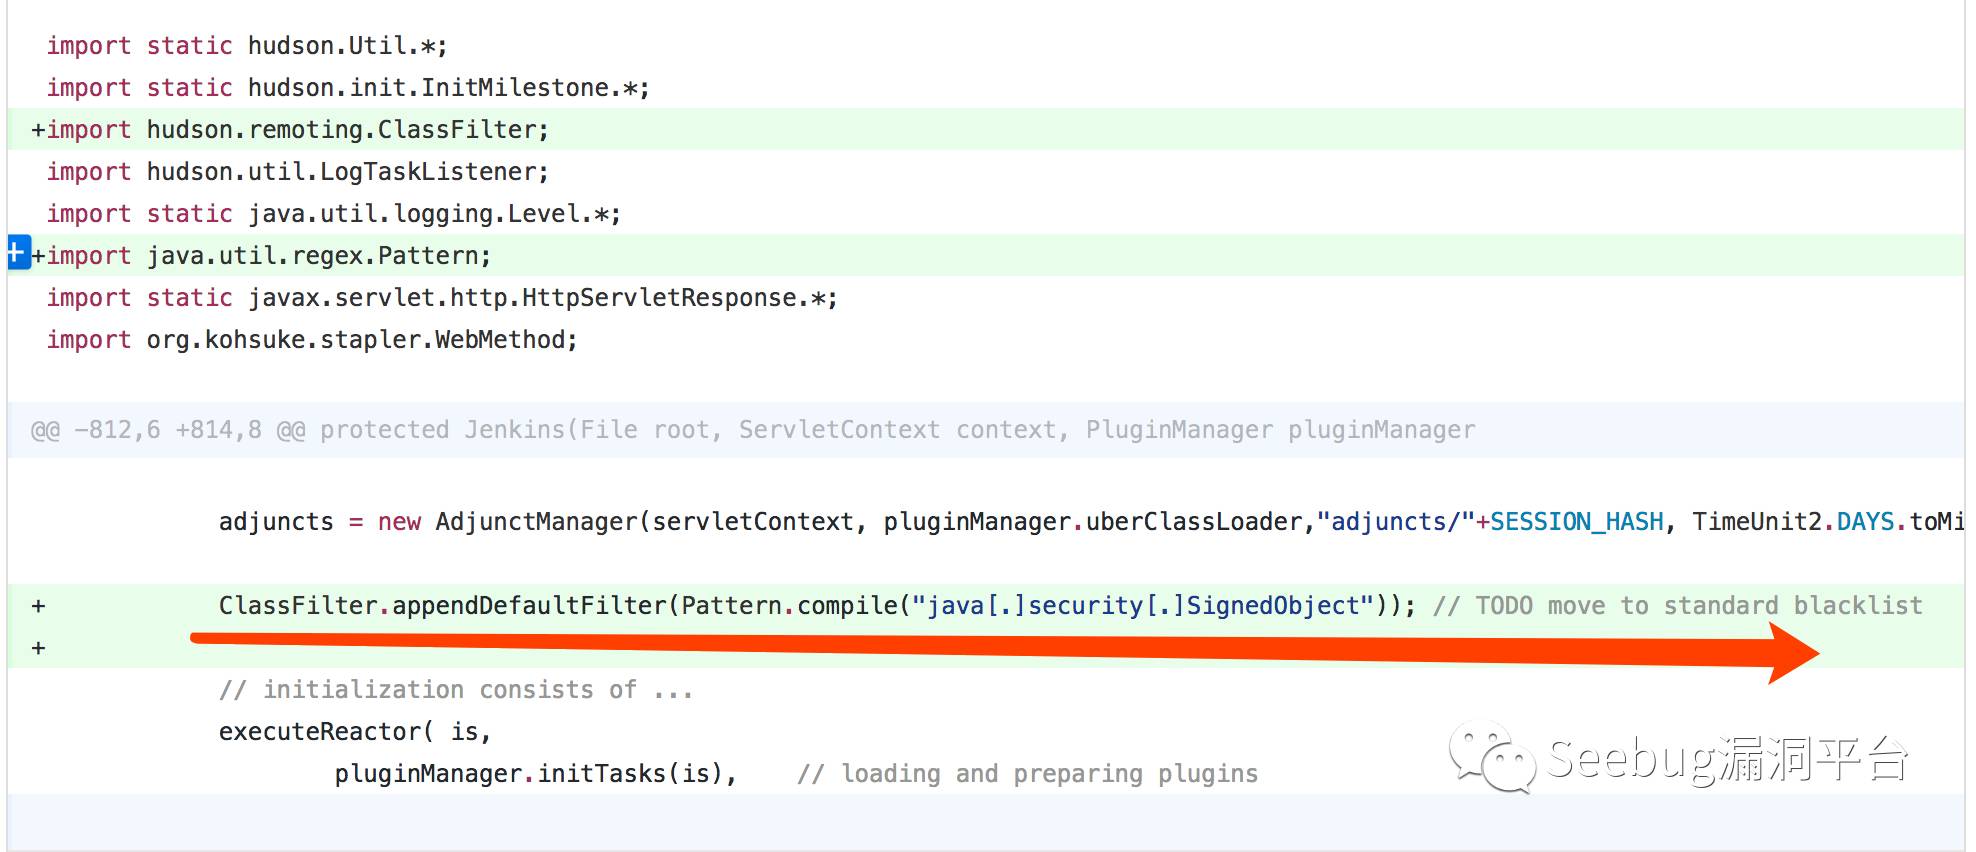 import static hudson.Util.*;
import static hudson.init.InitMilestone.*;
+import hudson.remoting.ClassFilter;
import hudson.util.LogTaskListener;
import static java.util.logging.Level.*;
+import java.util.regex.Pattern;
import static javax.servlet.http.HttpServletResponse.*;
import org.kohsuke.stapler.WebMethod;
@@ -812,6 +814,8 @@ protected Jenkins(File root, ServletContext context, PluginManager pluginManager
adjuncts = new AdjunctManager(servletContext, pluginManager.uberClassLoader,"adjuncts/"+SESSION_HASH, TimeUnit2.DAYS.toMi
+ ClassFilter.appendDefaultFilter(Pattern.compile("java[.]security[.]SignedObject")); // TODO move to standard blacklist
+
// initialization consists of ...
executeReactor( is,
pluginManager.initTasks(is), // loading and preparing plugins
Seebug漏洞平台